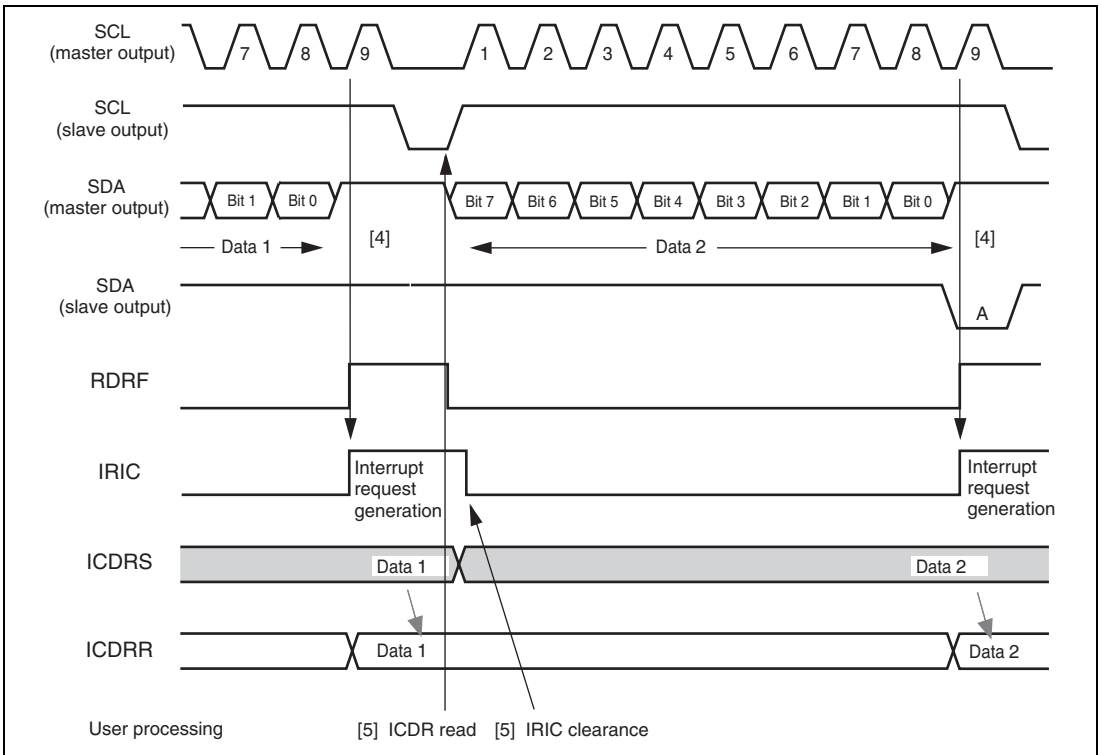 SCL
(master output)
7 8 9 1 2 3 4 5 6 7 8 9
SCL
(slave output)
SDA
(master output)
Bit 1 Bit 0 Bit 7 Bit 6 Bit 5 Bit 4 Bit 3 Bit 2 Bit 1 Bit 0
Data 1 [4] Data 2 [4]
SDA
(slave output)
A
RDRF
IRIC
Interrupt
request
generation
Interrupt
request
generation
ICDRS
Data 1 Data 2
ICDRR
Data 1 Data 2
User processing [5] ICDR read [5] IRIC clearance